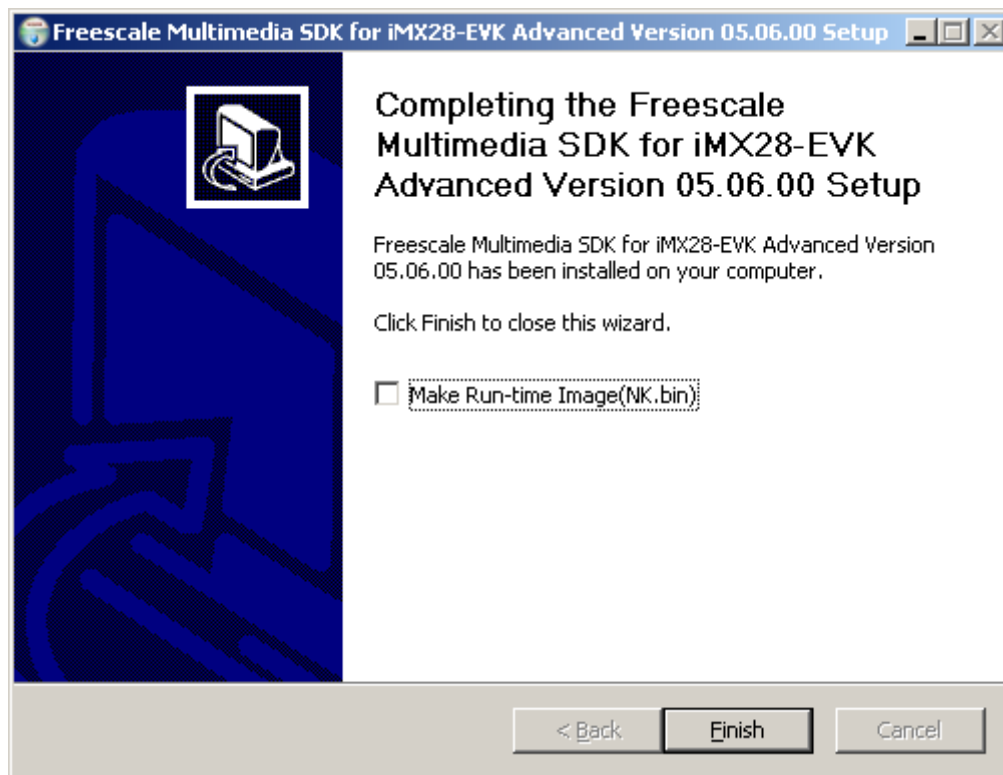 Freescale Multimedia SDK for iMX28-EVK Advanced Version 05.06.00 Setup
Completing the Freescale
Multimedia SDK for iMX28-EVK
Advanced Version 05.06.00 Setup
Freescale Multimedia SDK for iMX28-EVK Advanced Version
05.06.00 has been installed on your computer.
Click Finish to close this wizard.
Make Run-time Image(NK.bin)
< Back
Finish
Cancel